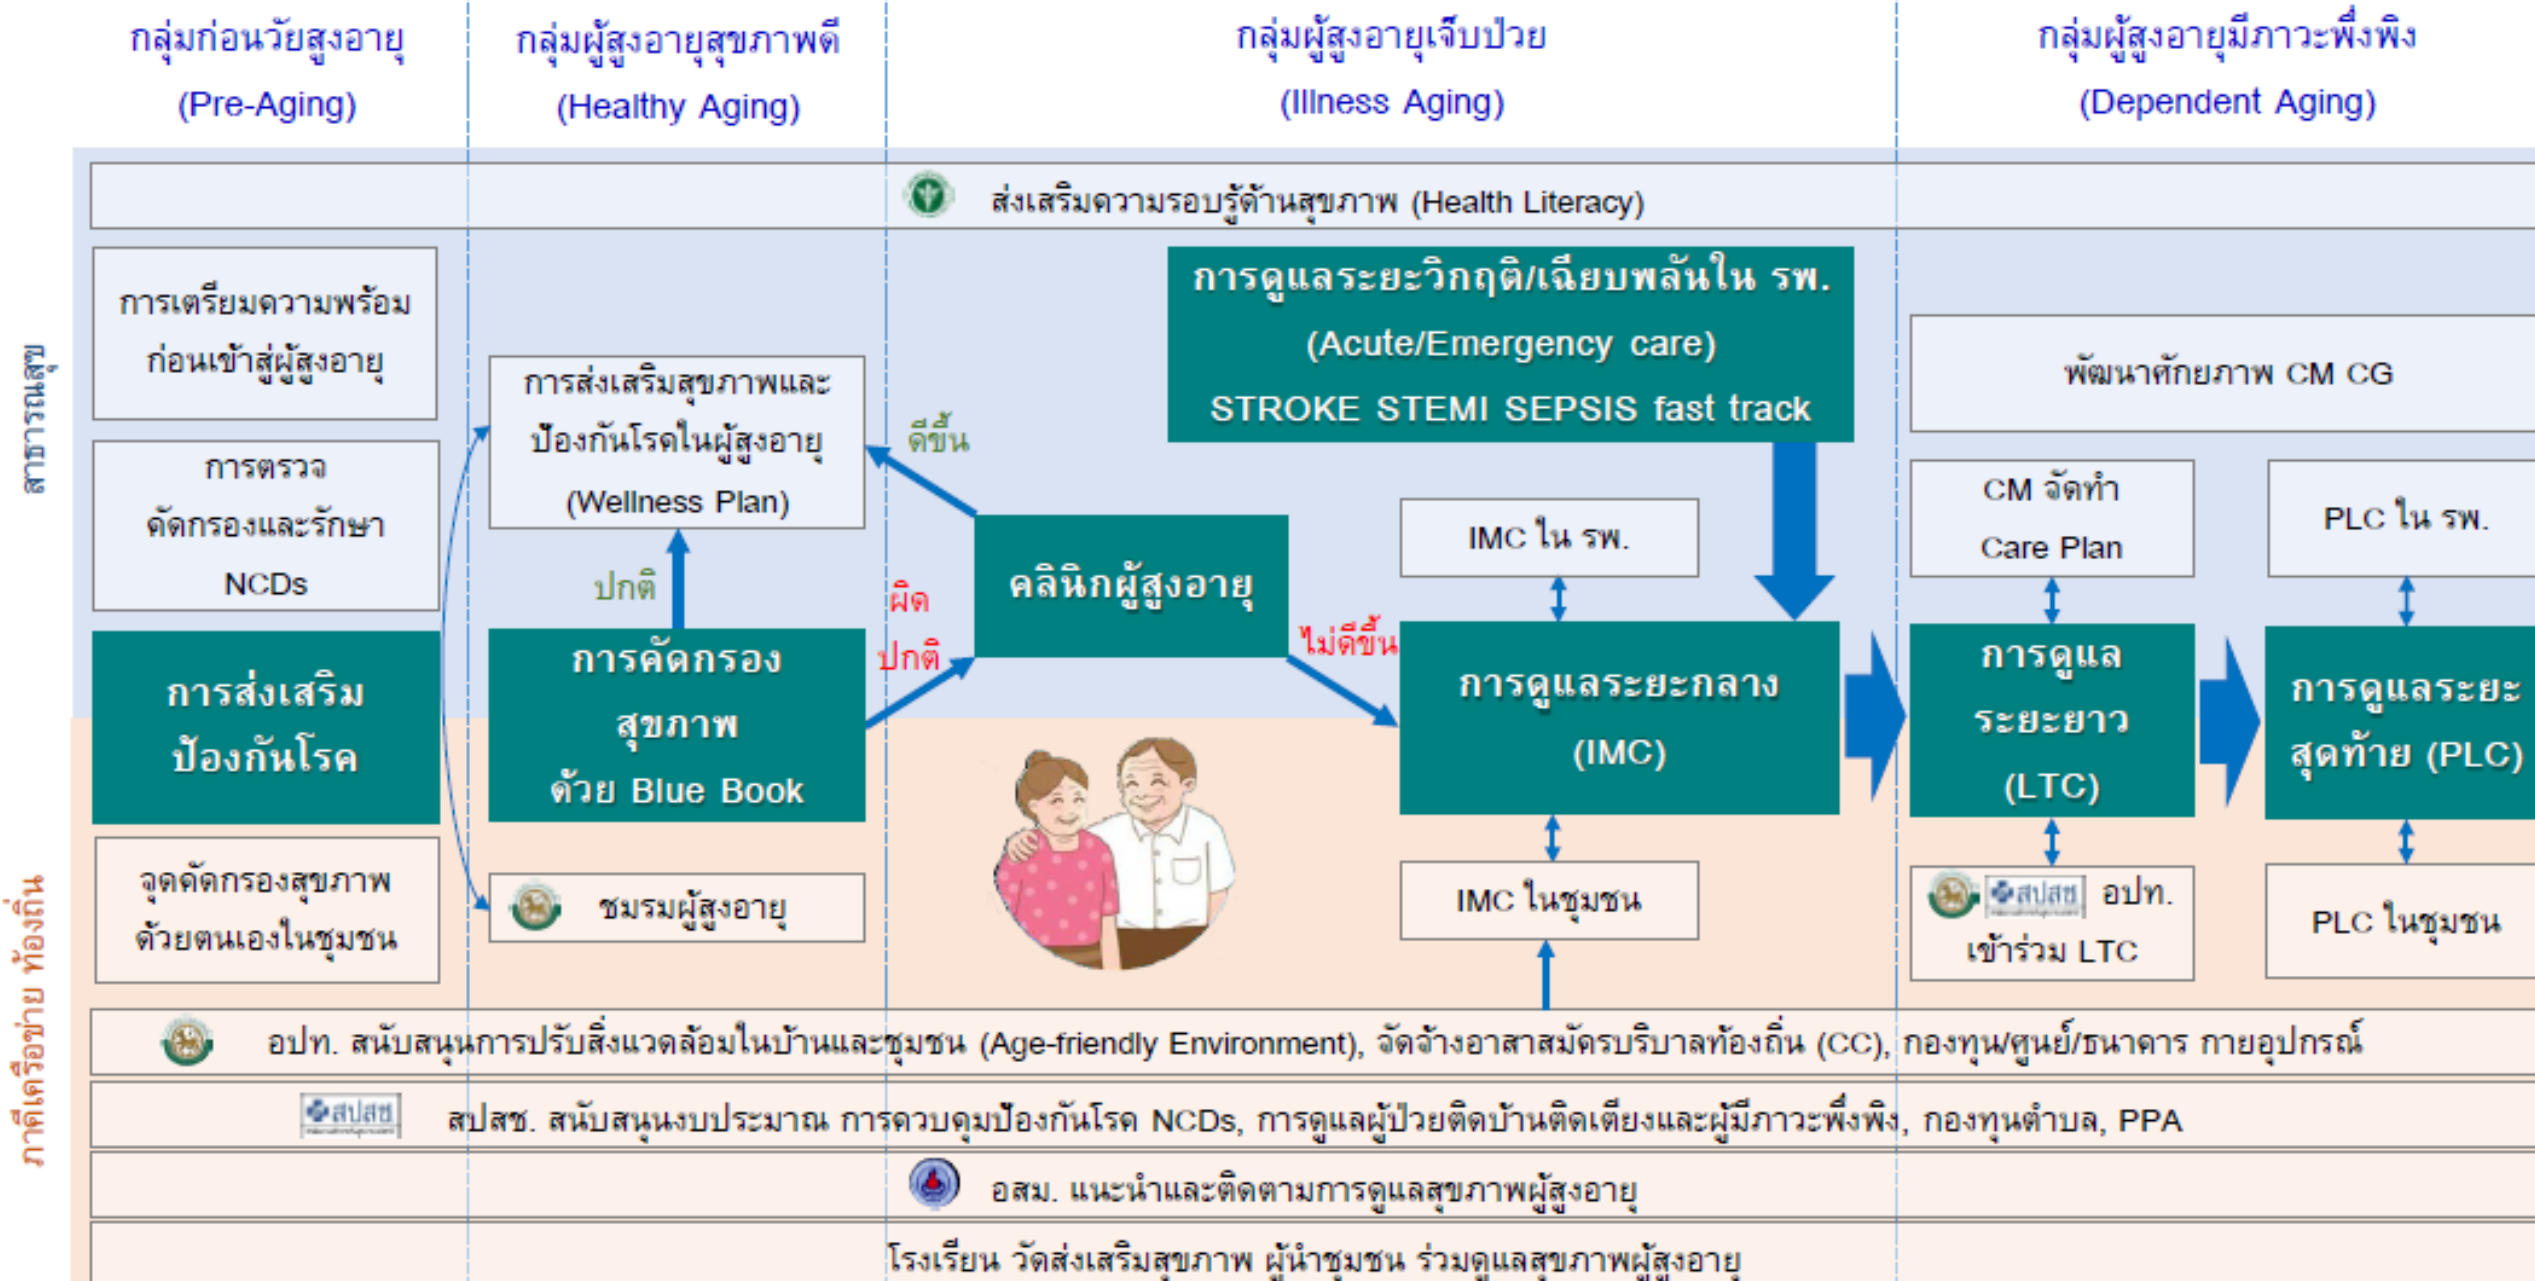 กลุ่มก่อนวัยสูงอายุ
(Pre-Aging)
กลุ่มผู้สูงอายุสุขภาพดี
(Healthy Aging)
กลุ่มผู้สูงอายุเจ็บป่วย
(Illness Aging)
กลุ่มผู้สูงอายุมีภาวะพึ่งพิง
(Dependent Aging)
สาธารณสุข
ส่งเสริมความรอบรู้ด้านสุขภาพ (Health Literacy)
การเตรียมความพร้อม
ก่อนเข้าสู่ผู้สูงอายุ
การตรวจ
คัดกรองและรักษา
NCDs
การส่งเสริม
ป้องกันโรค
การส่งเสริมสุขภาพและ
ป้องกันโรคในผู้สูงอายุ
(Wellness Plan)
ปกติ
การคัดกรอง
สุขภาพ
ด้วย Blue Book
ดีขึ้น
ผิด
ปกติ
คลินิกผู้สูงอายุ
ไม่ดีขึ้น
การดูแลระยะวิกฤติ/เฉียบพลันใน รพ.
(Acute/Emergency care)
STROKE STEMI SEPSIS fast track
IMC ใน รพ.
การดูแลระยะกลาง
(IMC)
พัฒนาศักยภาพ CM CG
CM จัดทำ
Care Plan
PLC ใน รพ.
การดูแล
ระยะยาว
(LTC)
การดูแลระยะ
สุดท้าย (PLC)
ภาคีเครือข่าย ท้องถิ่น
จุดคัดกรองสุขภาพ
ด้วยตนเองในชุมชน
ชมรมผู้สูงอายุ
IMC ในชุมชน
สปสช อปท.
เข้าร่วม LTC
PLC ในชุมชน
อปท. สนับสนุนการปรับสิ่งแวดล้อมในบ้านและชุมชน (Age-friendly Environment), จัดจ้างอาสาสมัครบริบาลท้องถิ่น (CC), กองทุน/ศูนย์/ธนาคาร กายอุปกรณ์
สปสช สปสช. สนับสนุนงบประมาณ การควบคุมป้องกันโรค NCDs, การดูแลผู้ป่วยติดบ้านติดเตียงและผู้มีภาวะพึ่งพิง, กองทุนตำบล, PPA
อสม. แนะนำและติดตามการดูแลสุขภาพผู้สูงอายุ
โรงเรียน วัดส่งเสริมสุขภาพ ผู้นำชุมชน ร่วมดูแลสุขภาพผู้สูงอายุ